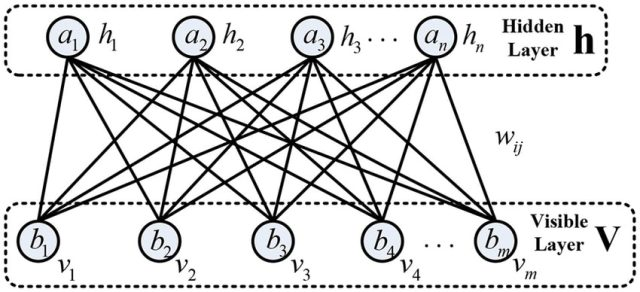 a₁ h₁ a₂ h₂ a₃ h₃ ··· aₙ hₙ Hidden Layer h
wᵢⱼ
b₁ b₂ b₃ b₄ ··· bₘ Visible Layer V
v₁ v₂ v₃ v₄ vₘ